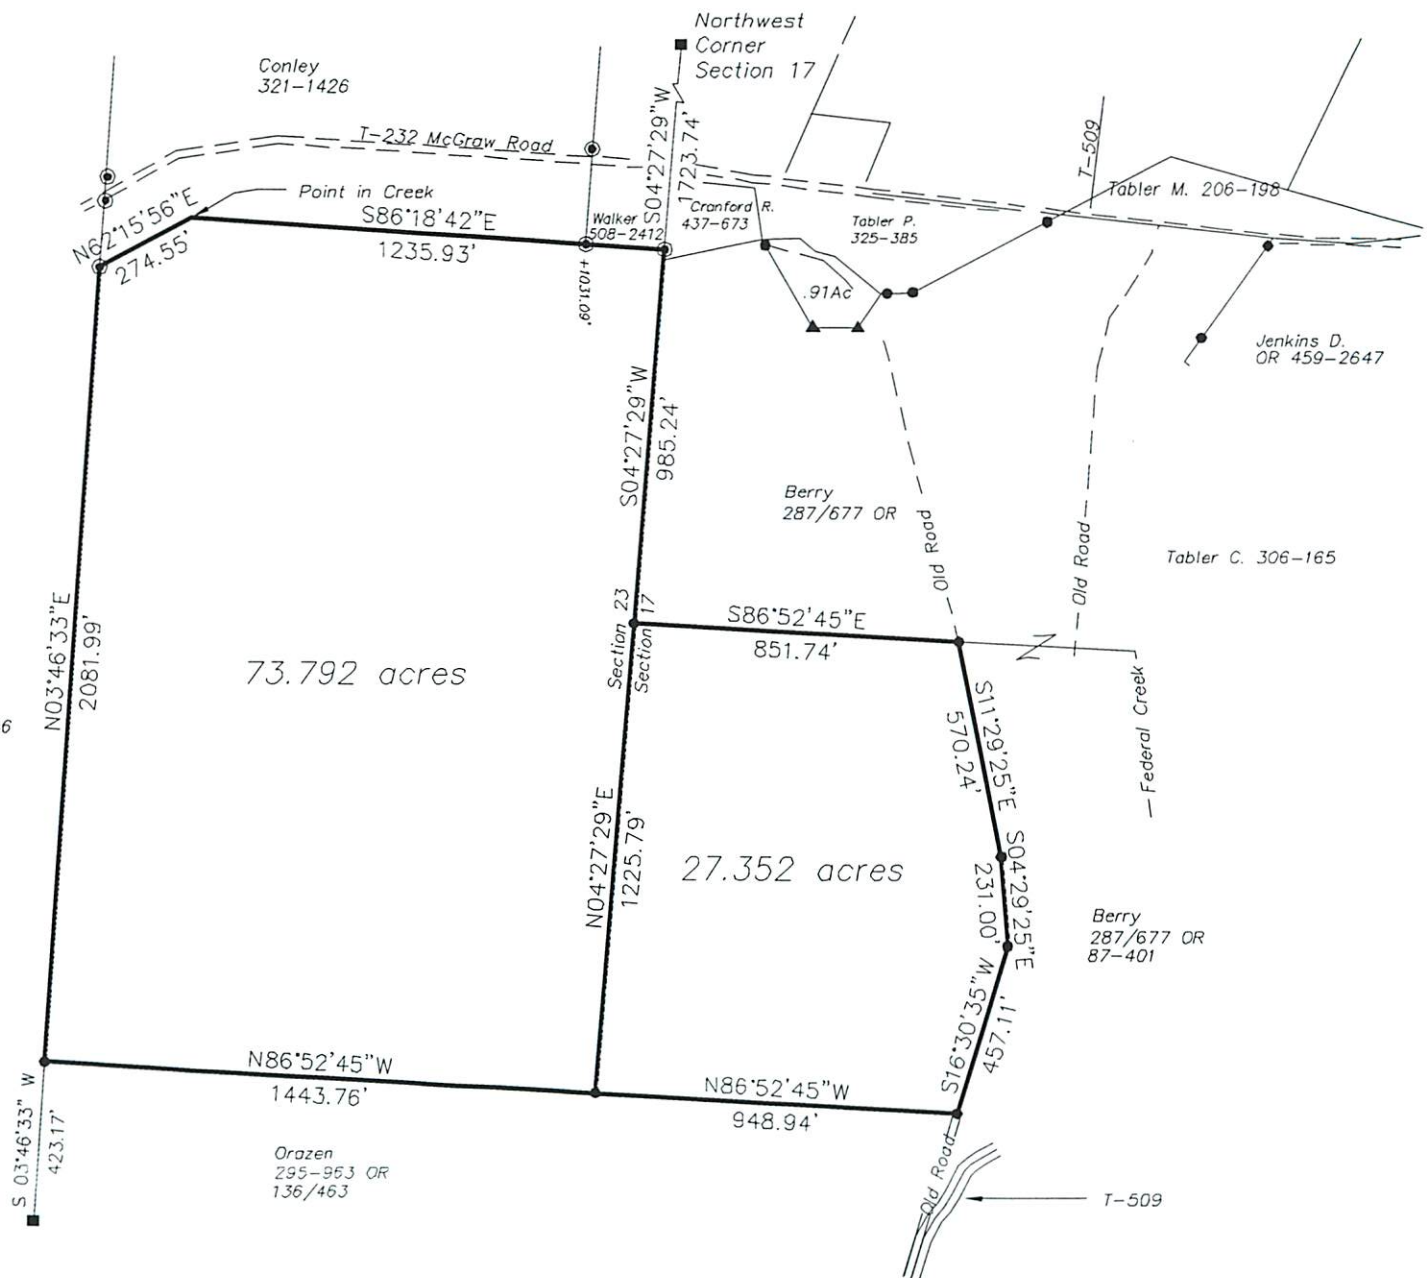 Northwest
Corner
Section 17
Conley
321-1426
T-232 McGraw Road
S04°27'29"W
1723.74'
T-509
Tabler M. 206-198
Point in Creek
N62°15'56"E
274.55'
S86°18'42"E
1235.93'
Walker
508-2412
±1031.09'
Cranford R.
437-673
Tabler P.
325-385
.91Ac
Jenkins D.
OR 459-2647
S04°27'29"W
985.24'
Berry
287/677 OR
Old Road
Old Road
Tabler C. 306-165
N03°46'33"E
2081.99'
Section 23
Section 17
S86°52'45"E
851.74'
73.792 acres
6
S11°29'25"E
570.24'
Federal Creek
N04°27'29"E
1225.79'
27.352 acres
S04°29'25"E
231.00'
Berry
287/677 OR
87-401
S16°30'35"W
457.11'
N86°52'45"W
1443.76'
N86°52'45"W
948.94'
S 03°46'33" W
423.17'
Orazen
295-953 OR
136/463
Old Road
T-509